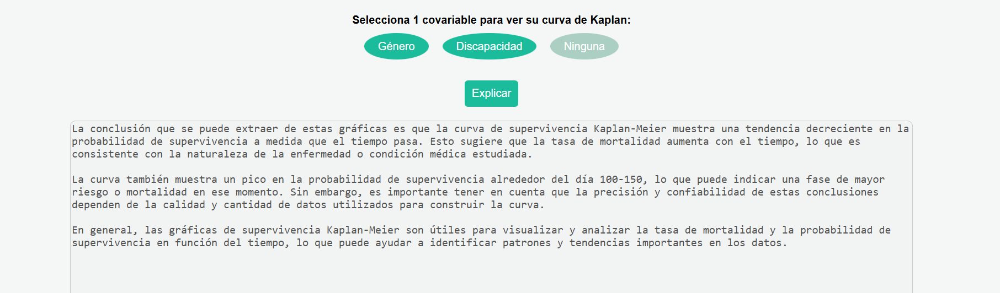 Selecciona 1 covariable para ver su curva de Kaplan:
Género Discapacidad Ninguna
Explicar
La conclusión que se puede extraer de estas gráficas es que la curva de supervivencia Kaplan-Meier muestra una tendencia decreciente en la
probabilidad de supervivencia a medida que el tiempo pasa. Esto sugiere que la tasa de mortalidad aumenta con el tiempo, lo que es
consistente con la naturaleza de la enfermedad o condición médica estudiada.
La curva también muestra un pico en la probabilidad de supervivencia alrededor del día 100-150, lo que puede indicar una fase de mayor
riesgo o mortalidad en ese momento. Sin embargo, es importante tener en cuenta que la precisión y confiabilidad de estas conclusiones
dependen de la calidad y cantidad de datos utilizados para construir la curva.
En general, las gráficas de supervivencia Kaplan-Meier son útiles para visualizar y analizar la tasa de mortalidad y la probabilidad de
supervivencia en función del tiempo, lo que puede ayudar a identificar patrones y tendencias importantes en los datos.